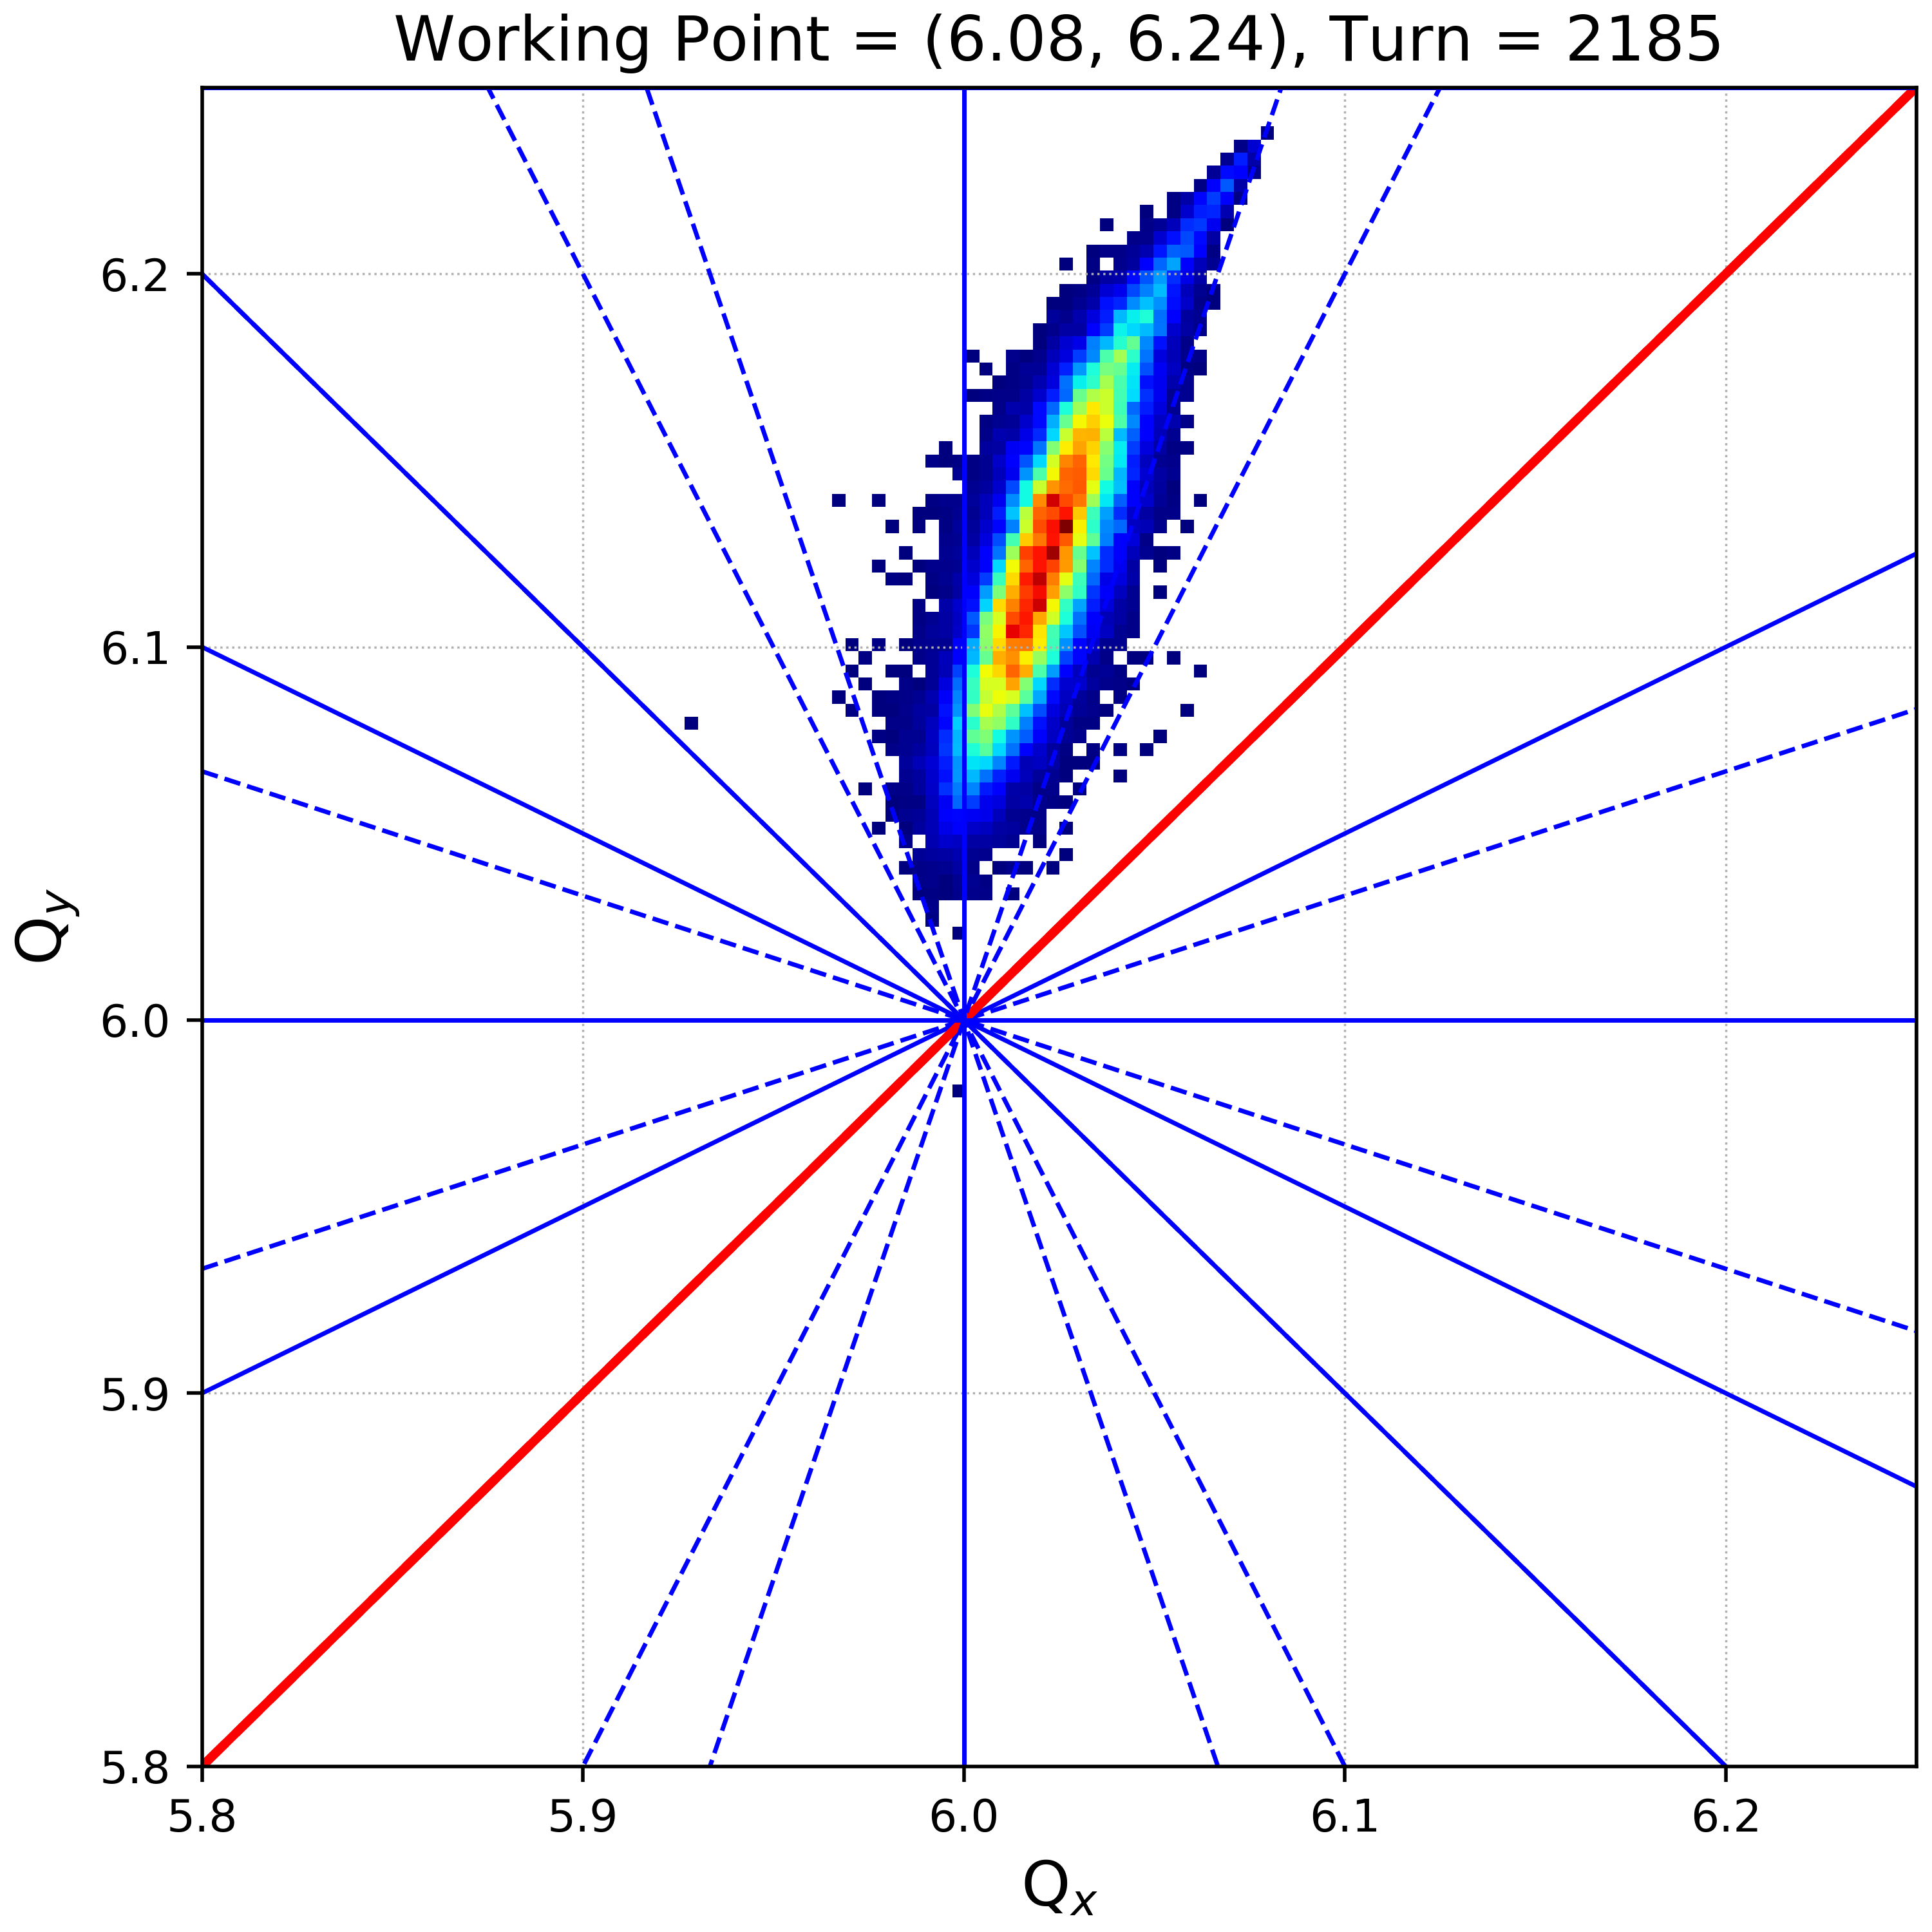 Working Point = (6.08, 6.24), Turn = 2185
6.2
6.1
6.0
5.9
5.8
Qy
5.8 5.9 6.0 6.1 6.2
Qx